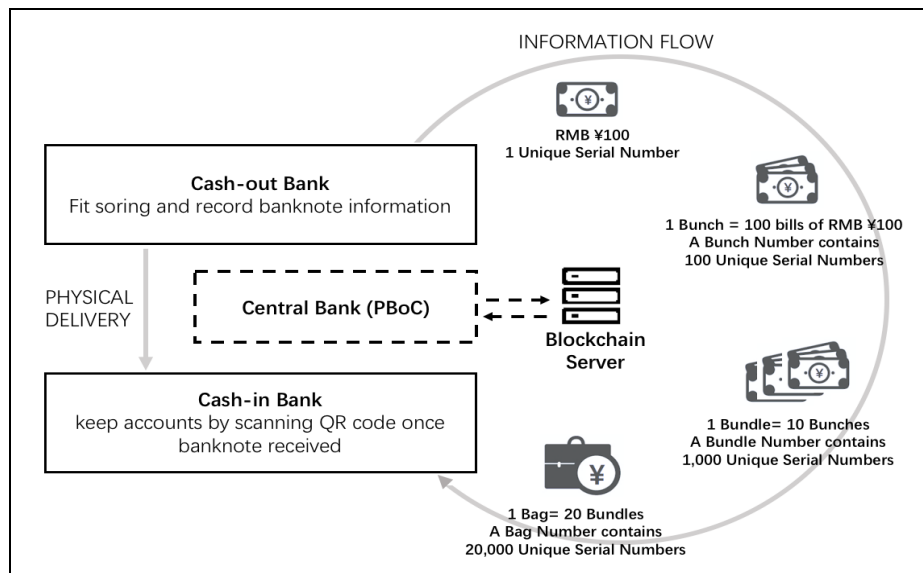 INFORMATION FLOW
¥
RMB ¥100
1 Unique Serial Number
Cash-out Bank
Fit soring and record banknote information
¥
1 Bunch = 100 bills of RMB ¥100
A Bunch Number contains
100 Unique Serial Numbers
PHYSICAL
DELIVERY
Central Bank (PBoC)
Blockchain
Server
¥
1 Bundle= 10 Bunches
A Bundle Number contains
1,000 Unique Serial Numbers
Cash-in Bank
keep accounts by scanning QR code once
banknote received
¥
1 Bag= 20 Bundles
A Bag Number contains
20,000 Unique Serial Numbers